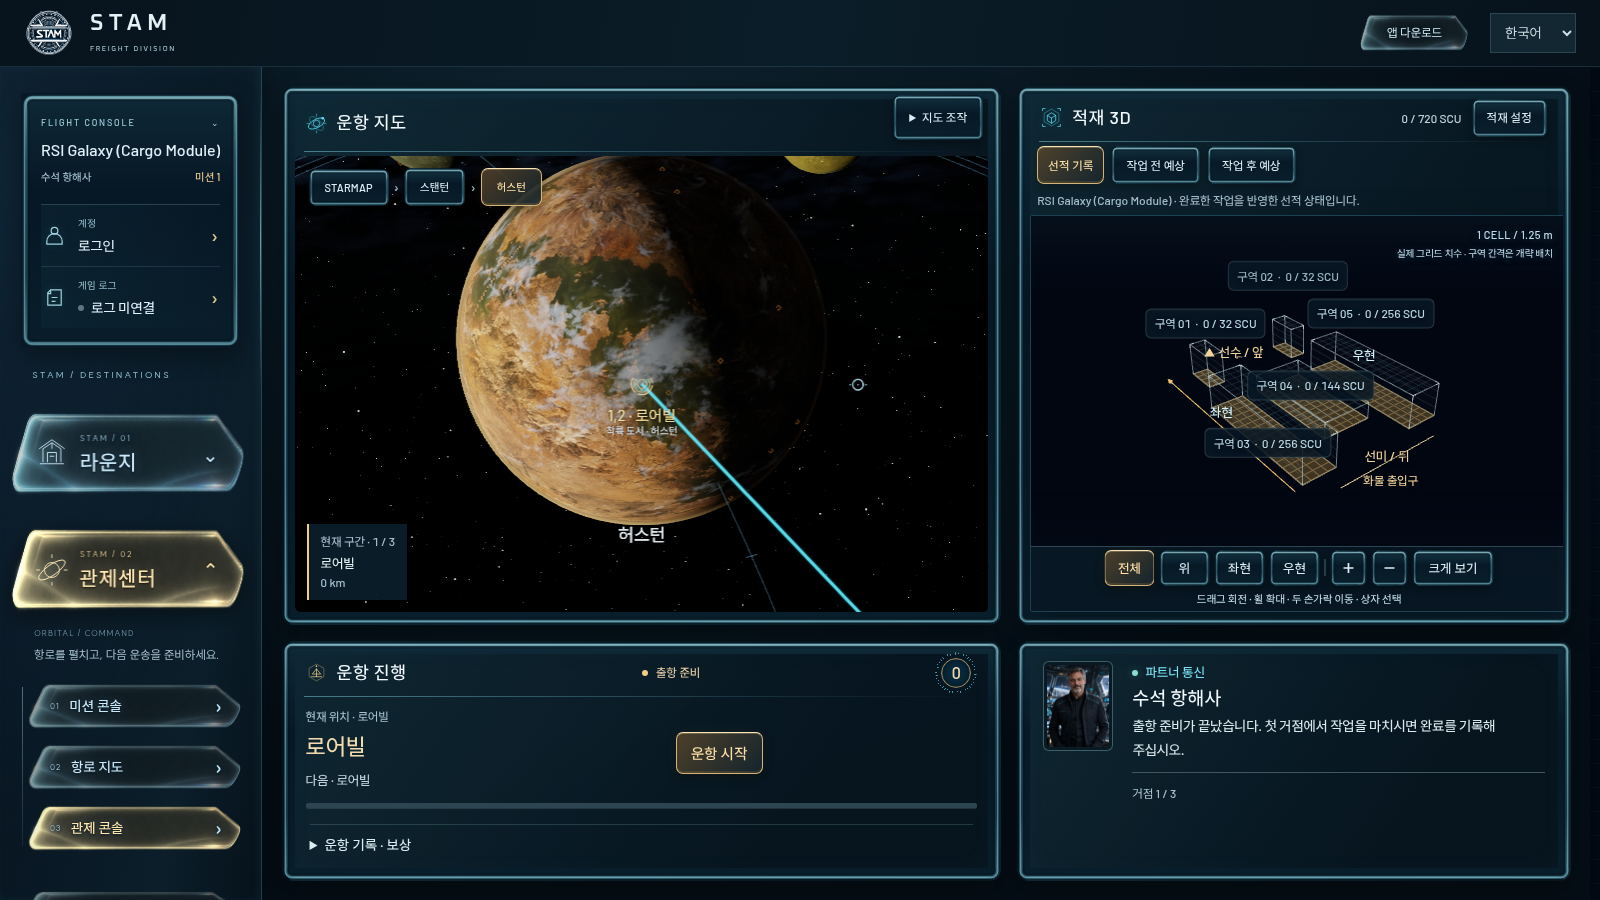 STAM
STAM
FREIGHT DIVISION
앱 다운로드
한국어
FLIGHT CONSOLE
RSI Galaxy (Cargo Module)
수석 항해사
미션 1
계정
로그인
게임 로그
로그 미연결
STAM / DESTINATIONS
STAM / 01
라운지
STAM / 02
관제센터
ORBITAL / COMMAND
항로를 펼치고, 다음 운송을 준비하세요.
01 미션 콘솔
02 항로 지도
03 관제 콘솔
운항 지도
▶ 지도 조작
STARMAP › 스탠턴 › 허스턴
1,2 · 로어빌
착륙 도시 · 허스턴
허스턴
현재 구간 · 1 / 3
로어빌
0 km
적재 3D
0 / 720 SCU
적재 설정
선적 기록
작업 전 예상
작업 후 예상
RSI Galaxy (Cargo Module) · 완료한 작업을 반영한 선적 상태입니다.
1 CELL / 1.25 m
실제 그리드 치수 · 구역 간격은 개략 배치
구역 02 · 0 / 32 SCU
구역 05 · 0 / 256 SCU
구역 01 · 0 / 32 SCU
▲ 선수 / 앞
우현
구역 04 · 0 / 144 SCU
좌현
구역 03 · 0 / 256 SCU
선미 / 뒤
화물 출입구
전체
위
좌현
우현
+
−
크게 보기
드래그 회전 · 휠 확대 · 두 손가락 이동 · 상자 선택
운항 진행
출항 준비
0
현재 위치 · 로어빌
로어빌
다음 · 로어빌
운항 시작
▶ 운항 기록 · 보상
파트너 통신
수석 항해사
출항 준비가 끝났습니다. 첫 거점에서 작업을 마치시면 완료를 기록해
주십시오.
거점 1 / 3